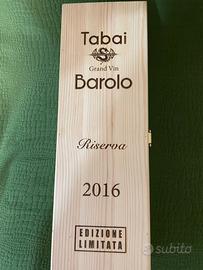 Tabai
S
Grand Vin
Barolo
Riserva
2016
EDIZIONE
LIMITATA
subito